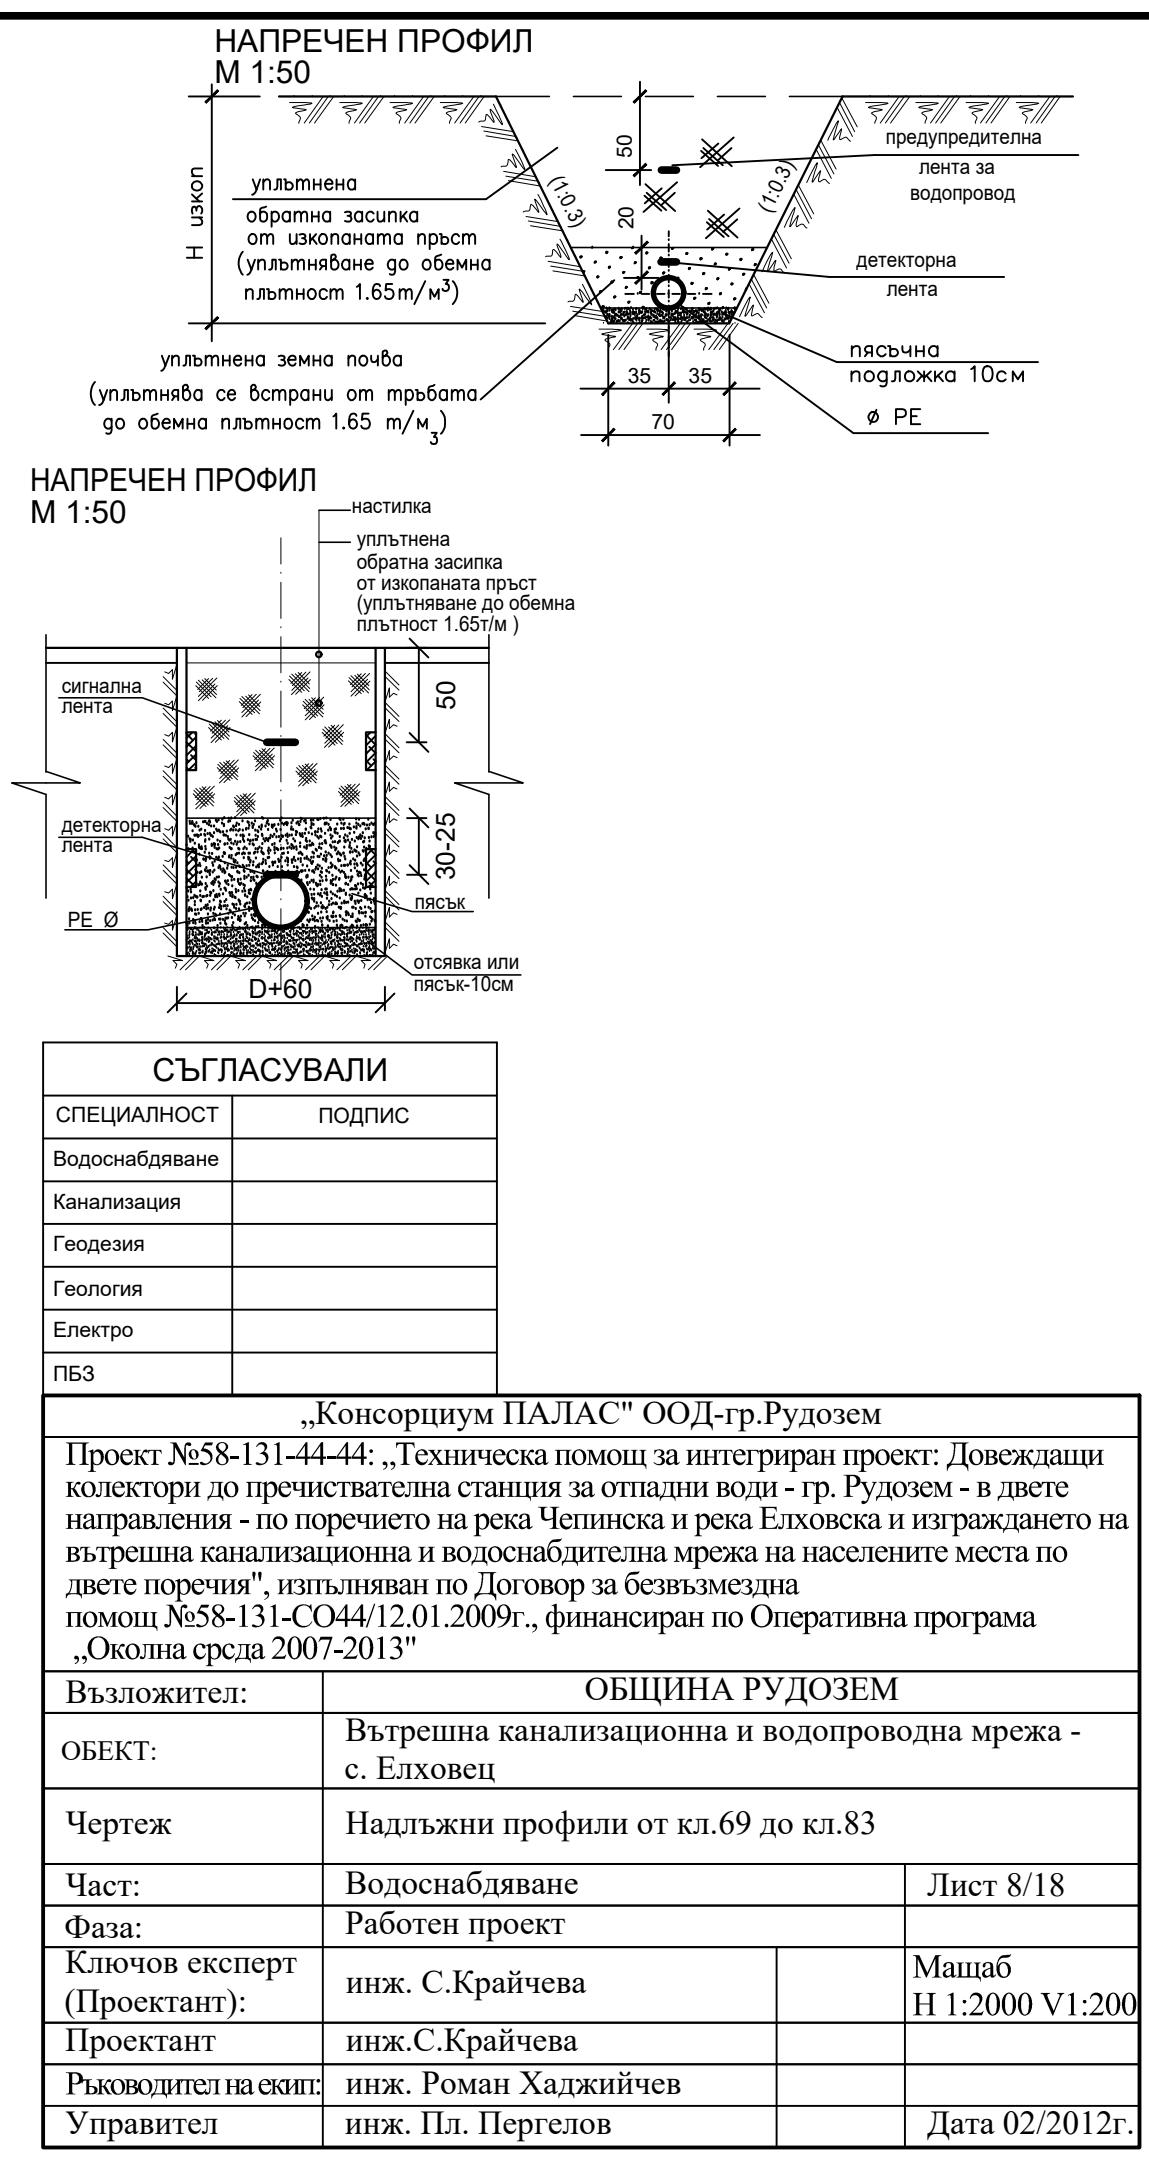 НАПРЕЧЕН ПРОФИЛ
М 1:50
Н изкоп
уплътнена
обратна засипка
от изкопаната пръст
(уплътняване до обемна
плътност 1.65т/м³)
уплътнена земна почва
(уплътнява се встрани от тръбата
до обемна плътност 1.65 т/м₃)
(1:0.3)
50
20
(1:0.3)
предупредителна
лента за
водопровод
детекторна
лента
пясъчна
подложка 10см
ø PE
35
35
70
НАПРЕЧЕН ПРОФИЛ
М 1:50
настилка
уплътнена
обратна засипка
от изкопаната пръст
(уплътняване до обемна
плътност 1.65т/м )
сигнална
лента
50
детекторна
лента
30-25
PE Ø
пясък
отсявка или
пясък-10см
D+60
СЪГЛАСУВАЛИ
СПЕЦИАЛНОСТ ПОДПИС
Водоснабдяване
Канализация
Геодезия
Геология
Електро
ПБЗ
„Консорциум ПАЛАС" ООД-гр.Рудозем
Проект №58-131-44-44: „Техническа помощ за интегриран проект: Довеждащи
колектори до пречиствателна станция за отпадни води - гр. Рудозем - в двете
направления - по поречието на река Чепинска и река Елховска и изграждането на
вътрешна канализационна и водоснабдителна мрежа на населените места по
двете поречия", изпълняван по Договор за безвъзмездна
помощ №58-131-СО44/12.01.2009г., финансиран по Оперативна програма
„Околна срсда 2007-2013"
Възложител: ОБЩИНА РУДОЗЕМ
ОБЕКТ: Вътрешна канализационна и водопроводна мрежа -
с. Елховец
Чертеж Надлъжни профили от кл.69 до кл.83
Част: Водоснабдяване Лист 8/18
Фаза: Работен проект
Ключов експерт
(Проектант): инж. С.Крайчева
Мащаб
H 1:2000 V1:200
Проектант инж.С.Крайчева
Ръководител на екип: инж. Роман Хаджийчев
Управител инж. Пл. Пергелов Дата 02/2012г.